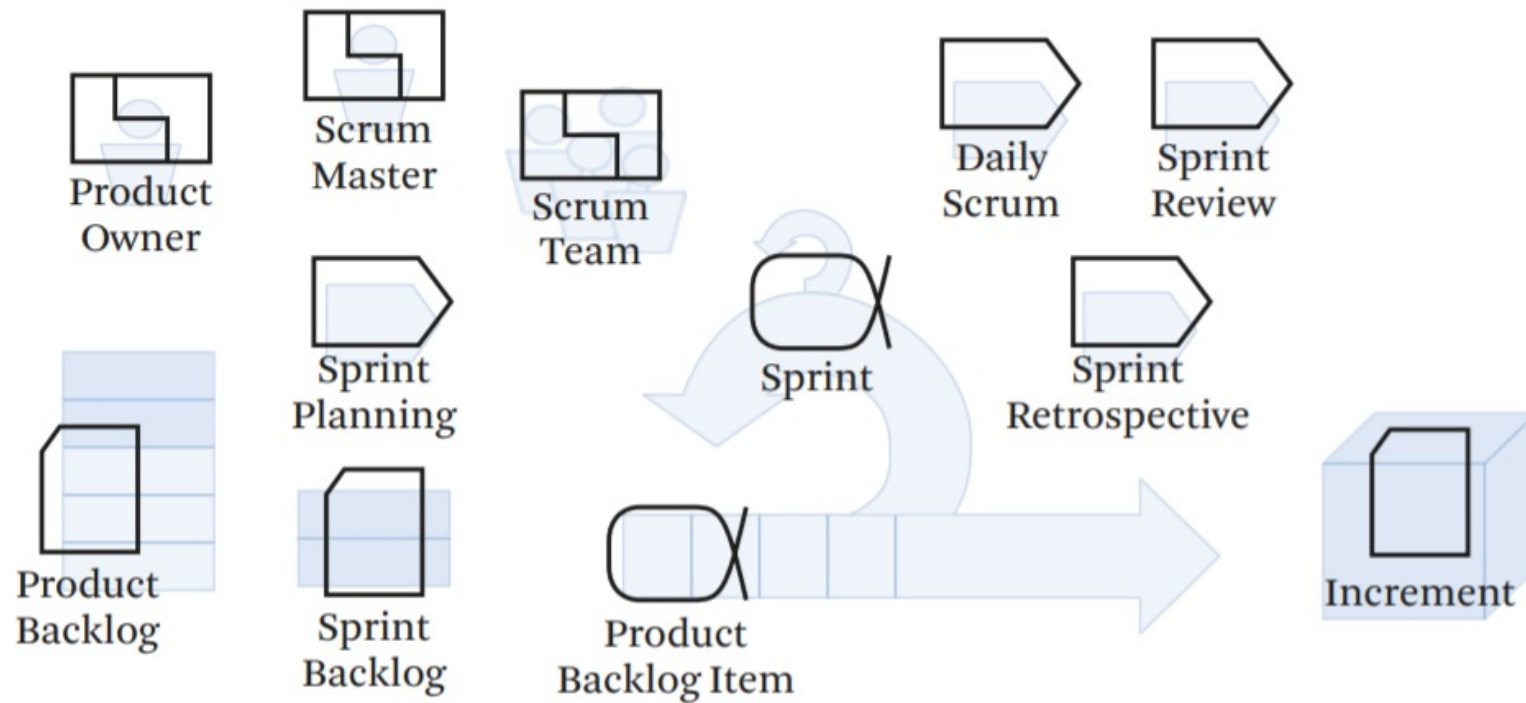 Product
Owner
Scrum
Master
Scrum
Team
Daily
Scrum
Sprint
Review
Sprint
Planning
Sprint
Sprint
Retrospective
Product
Backlog
Sprint
Backlog
Product
Backlog Item
Increment